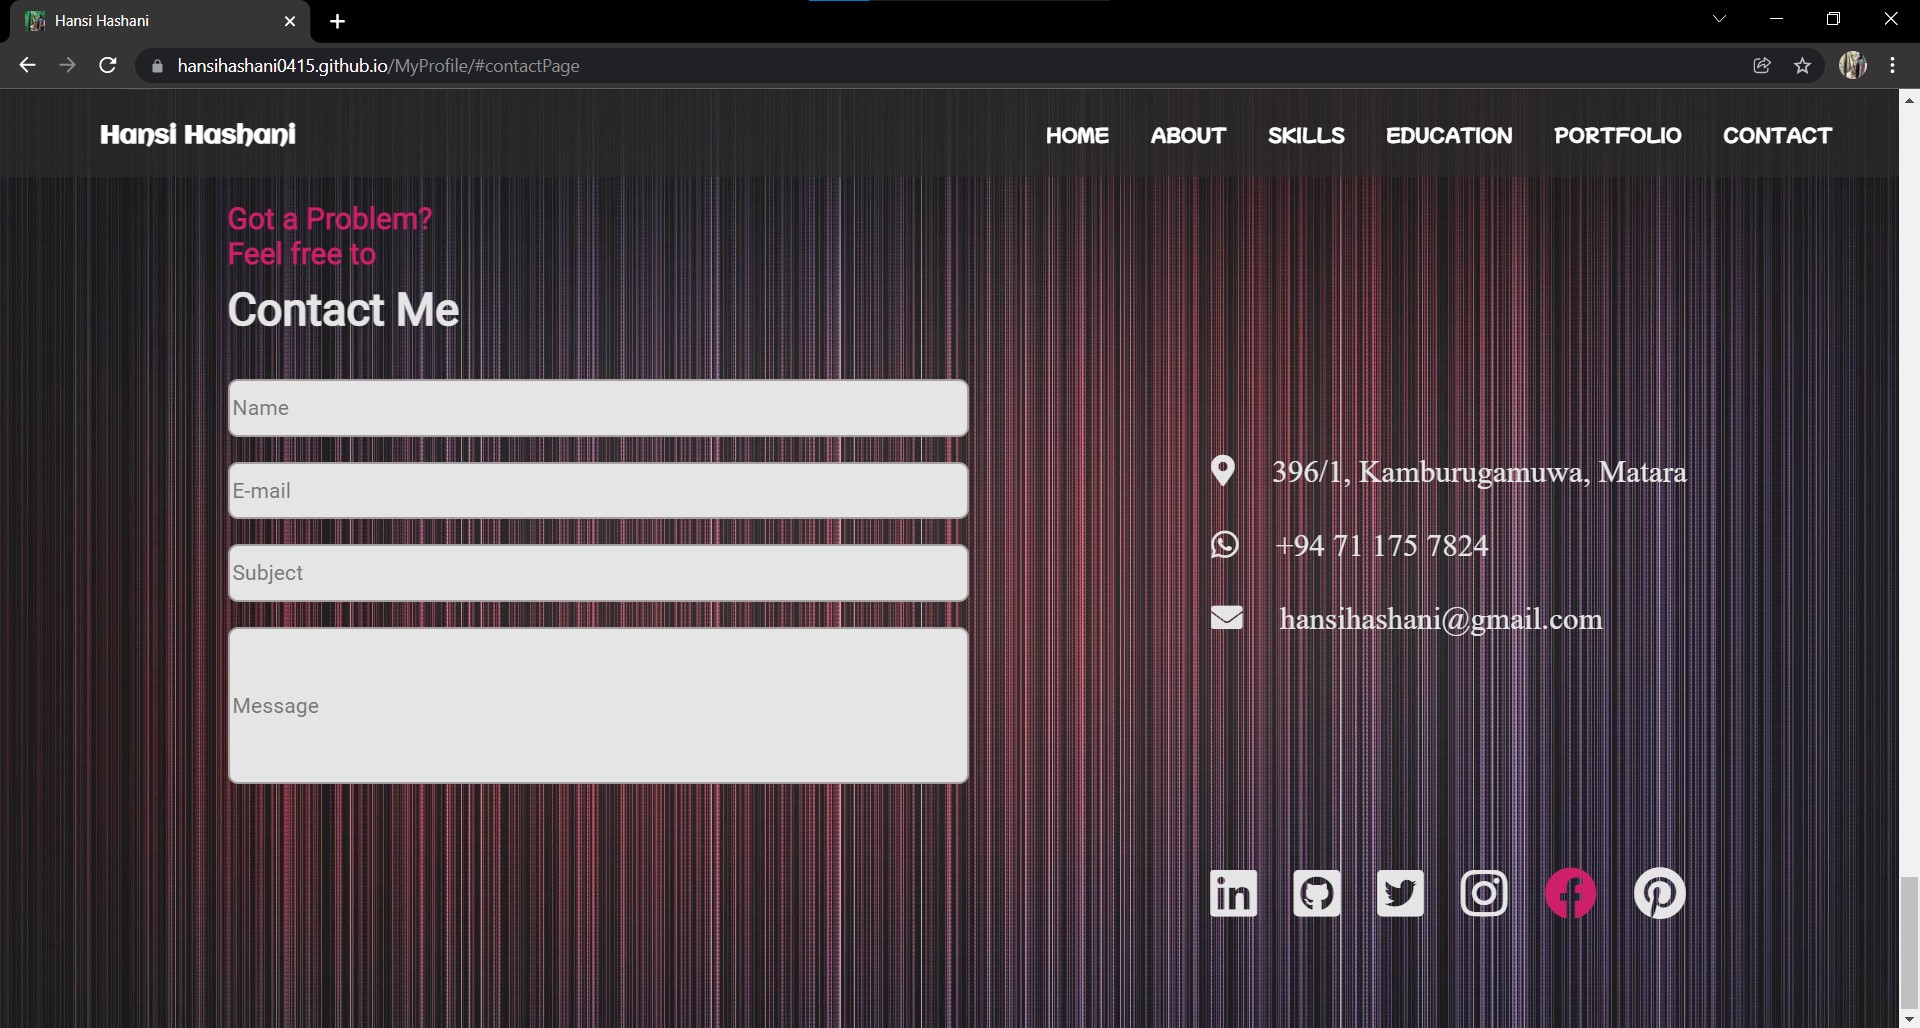 Hansi Hashani
hansihashani0415.github.io/MyProfile/#contactPage
Hansi Hashani
HOME ABOUT SKILLS EDUCATION PORTFOLIO CONTACT
Got a Problem?
Feel free to
Contact Me
Name
E-mail
Subject
Message
396/1, Kamburugamuwa, Matara
+94 71 175 7824
hansihashani@gmail.com